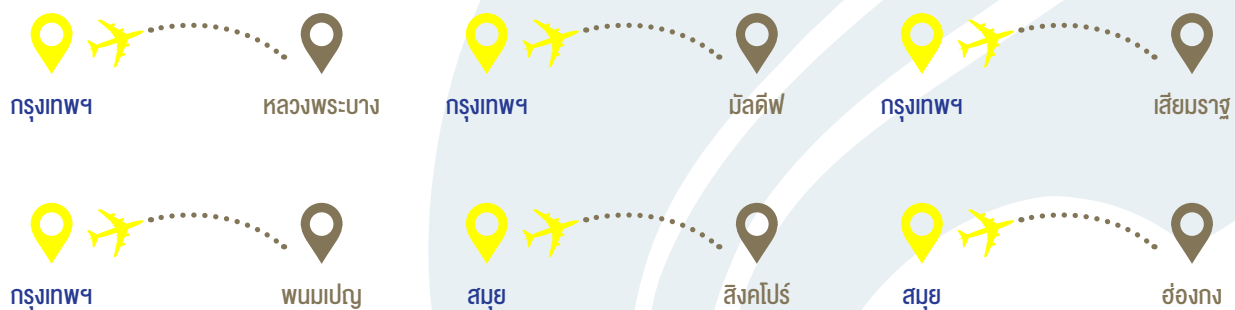 กรุงเทพฯ หลวงพระบาง กรุงเทพฯ มัลดีฟ กรุงเทพฯ เสียมราฐ
กรุงเทพฯ พนมเปญ สมุย สิงคโปร์ สมุย ฮ่องกง